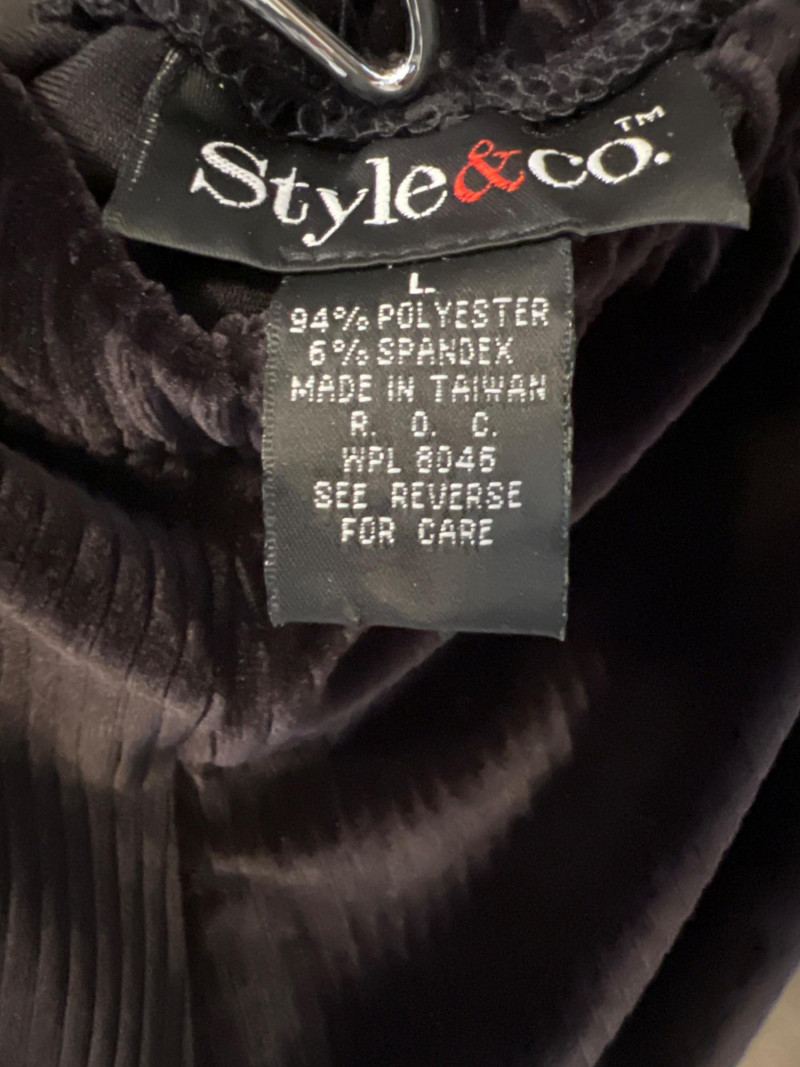 Style&co.™
L.
94% POLYESTER
6% SPANDEX
MADE IN TAIWAN
R. O. C.
WPL 8046
SEE REVERSE
FOR CARE